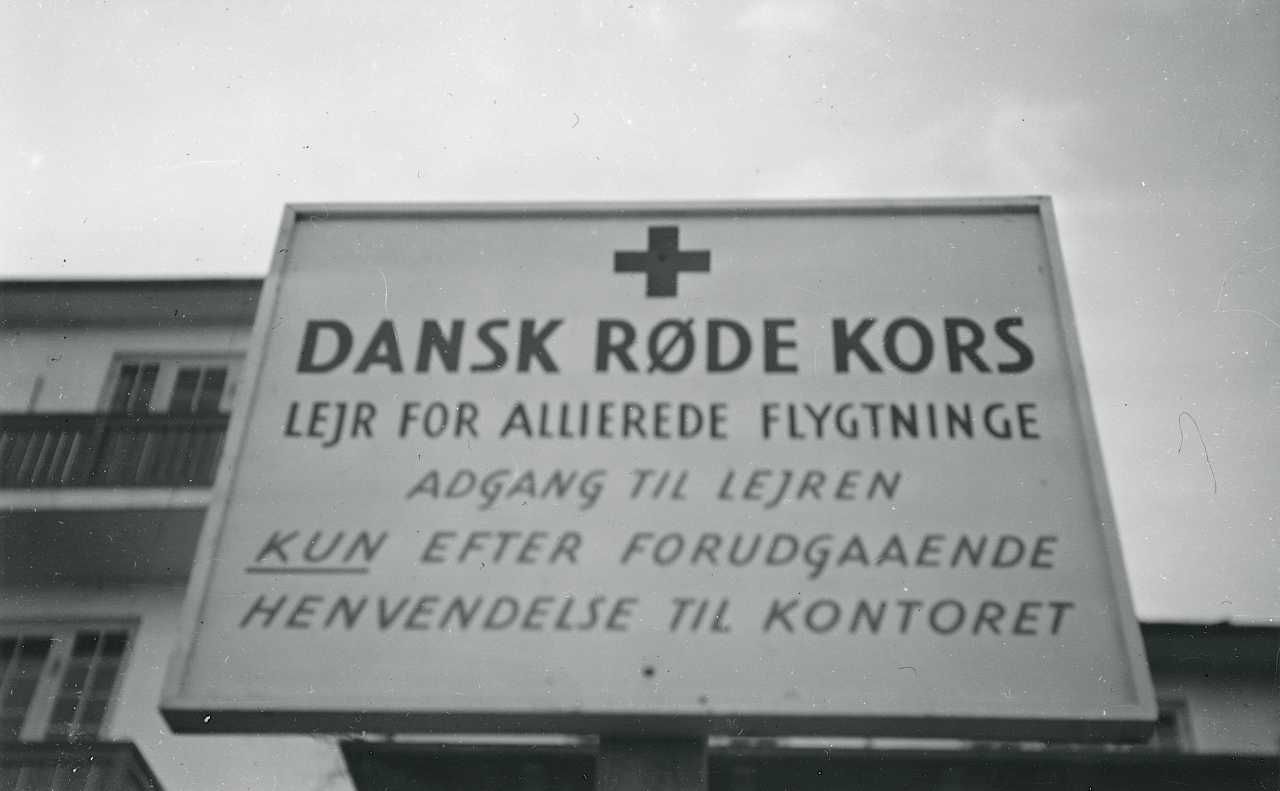 DANSK RØDE KORS
LEJR FOR ALLIEREDE FLYGTNINGE
ADGANG TIL LEJREN
KUN EFTER FORUDGAAENDE
HENVENDELSE TIL KONTORET